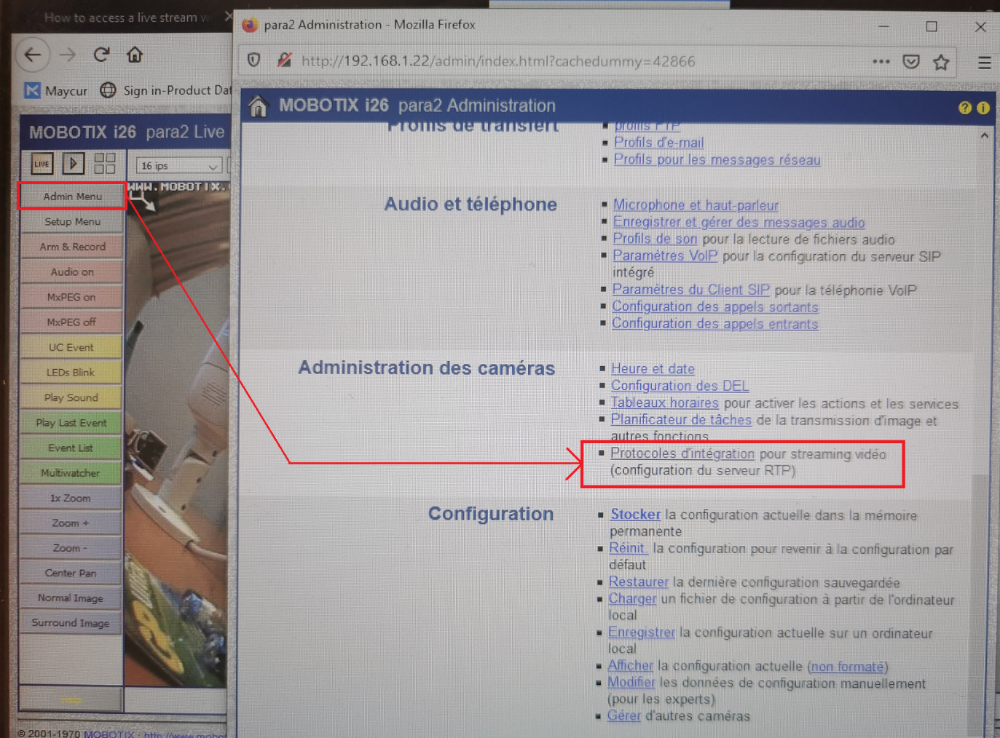 How to access a live stream w
para2 Administration - Mozilla Firefox
http://192.168.1.22/admin/index.html?cachedummy=42866
Maycur
Sign in-Product Dat
MOBOTIX i26 para2 Live
LIVE
16 ips
WWW.MOBOTIX.
Admin Menu
Setup Menu
Arm & Record
Audio on
MxPEG on
MxPEG off
UC Event
LEDs Blink
Play Sound
Play Last Event
Event List
Multiwatcher
1x Zoom
Zoom +
Zoom -
Center Pan
Normal Image
Surround Image
Help
© 2001-1970 MOBOTIX · http://www.mobo
MOBOTIX i26 para2 Administration
Profils de transfert
profils FTP
Profils d'e-mail
Profils pour les messages réseau
Audio et téléphone
Microphone et haut-parleur
Enregistrer et gérer des messages audio
Profils de son pour la lecture de fichiers audio
Paramètres VoIP pour la configuration du serveur SIP
intégré
Paramètres du Client SIP pour la téléphonie VoIP
Configuration des appels sortants
Configuration des appels entrants
Administration des caméras
Heure et date
Configuration des DEL
Tableaux horaires pour activer les actions et les services
Planificateur de tâches de la transmission d'image et
autres fonctions
Protocoles d'intégration pour streaming vidéo
(configuration du serveur RTP)
Configuration
Stocker la configuration actuelle dans la mémoire
permanente
Réinit. la configuration pour revenir à la configuration par
défaut
Restaurer la dernière configuration sauvegardée
Charger un fichier de configuration à partir de l'ordinateur
local
Enregistrer la configuration actuelle sur un ordinateur
local
Afficher la configuration actuelle (non formaté)
Modifier les données de configuration manuellement
(pour les experts)
Gérer d'autres caméras